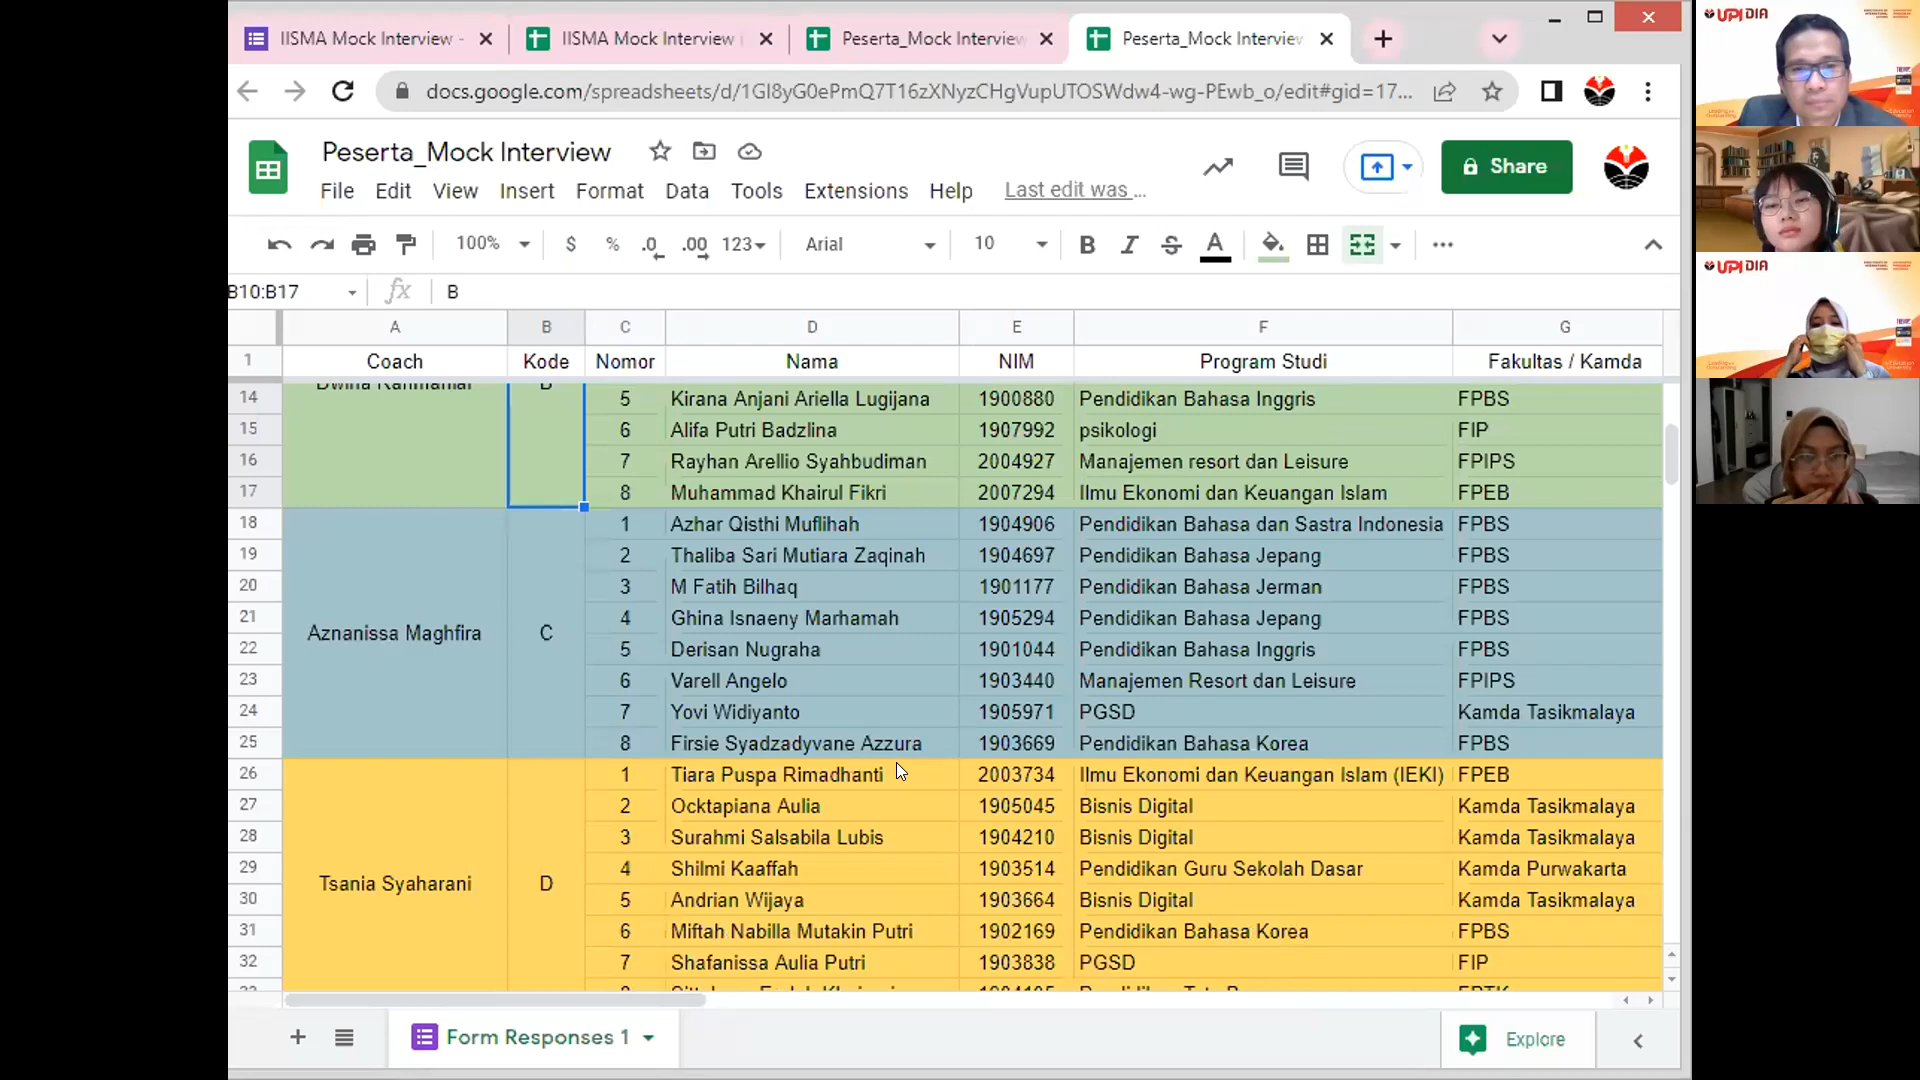 IISMA Mock Interview -
IISMA Mock Interview
Peserta_Mock Interview
Peserta_Mock Interview
docs.google.com/spreadsheets/d/1Gl8yG0ePmQ7T16zXNyzCHgVupUTOSWdw4-wg-PEwb_o/edit#gid=17...
Peserta_Mock Interview
File Edit View Insert Format Data Tools Extensions Help Last edit was ...
Share
100% $ % .0 .00 123 Arial 10 B I S A
B10:B17 fx B
A B C D E F G
1 Coach Kode Nomor Nama NIM Program Studi Fakultas / Kamda
14 5 Kirana Anjani Ariella Lugijana 1900880 Pendidikan Bahasa Inggris FPBS
15 6 Alifa Putri Badzlina 1907992 psikologi FIP
16 7 Rayhan Arellio Syahbudiman 2004927 Manajemen resort dan Leisure FPIPS
17 8 Muhammad Khairul Fikri 2007294 Ilmu Ekonomi dan Keuangan Islam FPEB
18 1 Azhar Qisthi Muflihah 1904906 Pendidikan Bahasa dan Sastra Indonesia FPBS
19 2 Thaliba Sari Mutiara Zaqinah 1904697 Pendidikan Bahasa Jepang FPBS
20 3 M Fatih Bilhaq 1901177 Pendidikan Bahasa Jerman FPBS
21 4 Ghina Isnaeny Marhamah 1905294 Pendidikan Bahasa Jepang FPBS
Aznanissa Maghfira C
22 5 Derisan Nugraha 1901044 Pendidikan Bahasa Inggris FPBS
23 6 Varell Angelo 1903440 Manajemen Resort dan Leisure FPIPS
24 7 Yovi Widiyanto 1905971 PGSD Kamda Tasikmalaya
25 8 Firsie Syadzadyvane Azzura 1903669 Pendidikan Bahasa Korea FPBS
26 1 Tiara Puspa Rimadhanti 2003734 Ilmu Ekonomi dan Keuangan Islam (IEKI) FPEB
27 2 Ocktapiana Aulia 1905045 Bisnis Digital Kamda Tasikmalaya
28 3 Surahmi Salsabila Lubis 1904210 Bisnis Digital Kamda Tasikmalaya
29 4 Shilmi Kaaffah 1903514 Pendidikan Guru Sekolah Dasar Kamda Purwakarta
Tsania Syaharani D
30 5 Andrian Wijaya 1903664 Bisnis Digital Kamda Tasikmalaya
31 6 Miftah Nabilla Mutakin Putri 1902169 Pendidikan Bahasa Korea FPBS
32 7 Shafanissa Aulia Putri 1903838 PGSD FIP
Form Responses 1
Explore
UPI DIA
UPI DIA